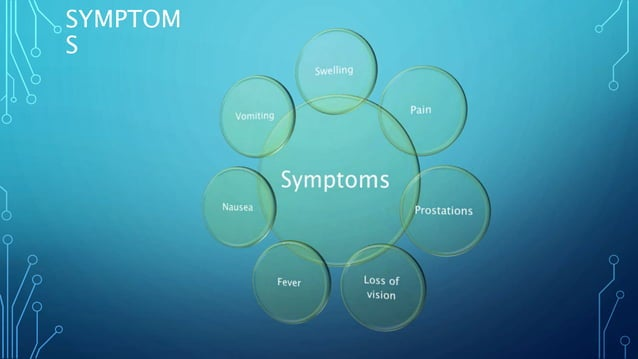 SYMPTOM
S
Swelling
Pain
Prostations
Loss of
vision
Fever
Nausea
Vomiting
Symptoms